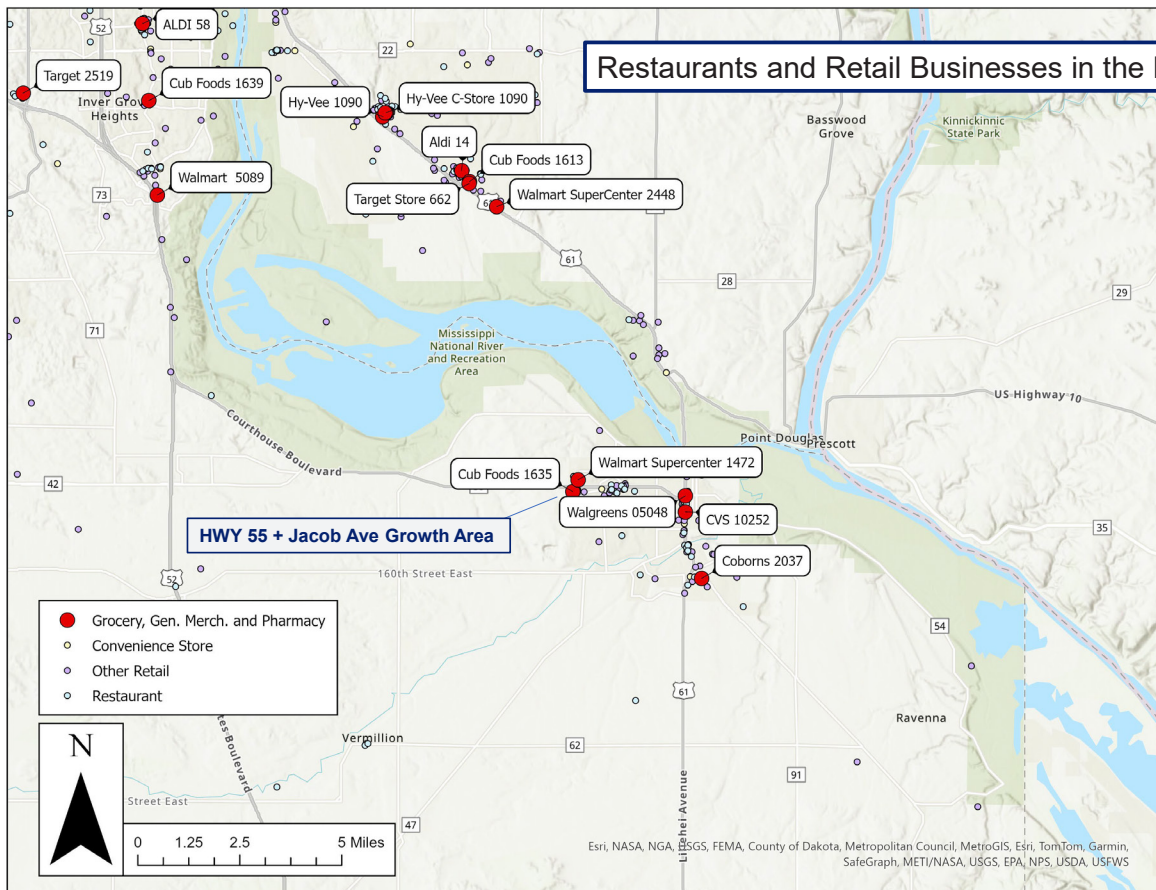 52
ALDI 58
22
Restaurants and Retail Businesses in the
Target 2519
Cub Foods 1639
Inver Grove
Heights
Hy-Vee 1090
Hy-Vee C-Store 1090
Basswood
Grove
Kinnickinnic
State Park
Aldi 14
Cub Foods 1613
Walmart  5089
73
Target Store 662
Walmart SuperCenter 2448
61
28
29
71
Mississippi
National River
and Recreation
Area
US Highway 10
Courthouse Boulevard
Point Douglas
Prescott
Walmart Supercenter 1472
Cub Foods 1635
42
Walgreens 05048
CVS 10252
HWY 55 + Jacob Ave Growth Area
35
Coborns 2037
160th Street East
52
Grocery, Gen. Merch. and Pharmacy
Convenience Store
Other Retail
Restaurant
54
61
Ravenna
N
Vermillion
62
91
Street East
47
0 1.25 2.5 5 Miles
Esri, NASA, NGA, USGS, FEMA, County of Dakota, Metropolitan Council, MetroGIS, Esri, TomTom, Garmin,
SafeGraph, METI/NASA, USGS, EPA, NPS, USDA, USFWS